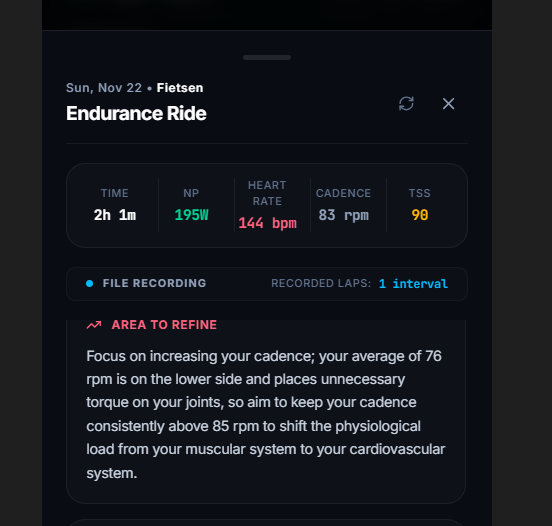 Sun, Nov 22 • Fietsen
Endurance Ride
TIME
2h 1m
NP
195W
HEART
RATE
144 bpm
CADENCE
83 rpm
TSS
90
FILE RECORDING
RECORDED LAPS: 1 interval
AREA TO REFINE
Focus on increasing your cadence; your average of 76
rpm is on the lower side and places unnecessary
torque on your joints, so aim to keep your cadence
consistently above 85 rpm to shift the physiological
load from your muscular system to your cardiovascular
system.